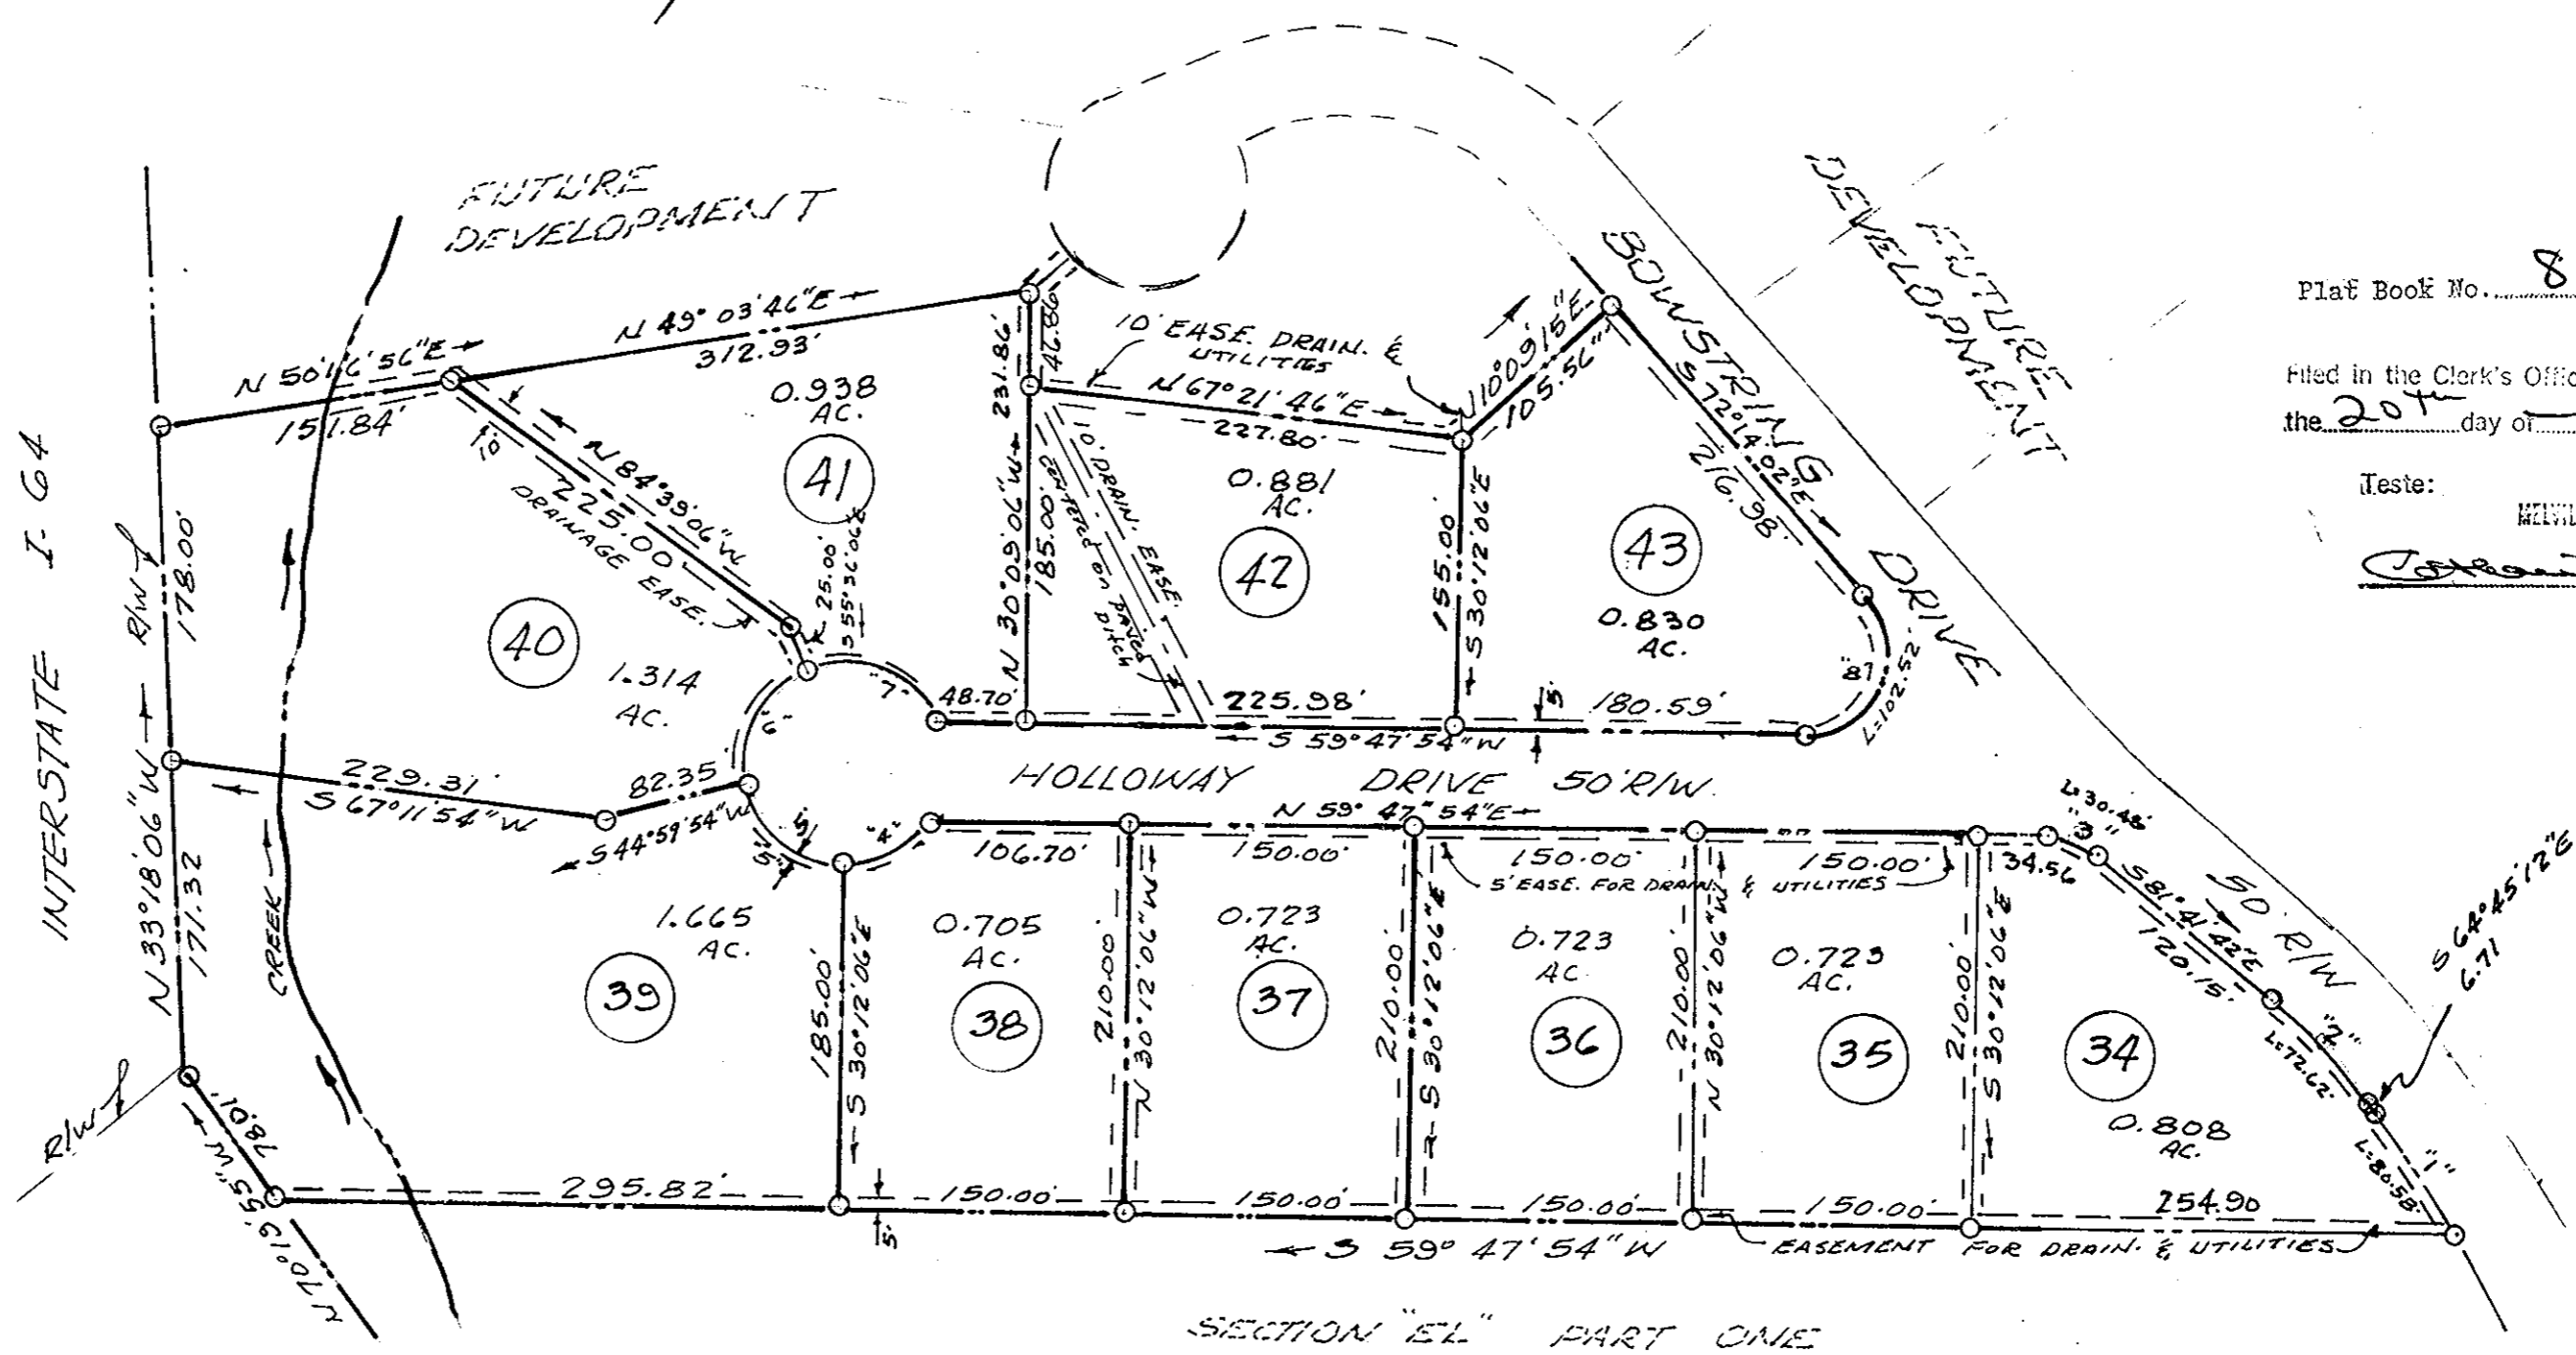 FUTURE
DEVELOPMENT
FUTURE
DEVELOPMENT
Plat Book No. 8
Filed in the Clerk's Offic
the 20th day of
Teste:
INTERSTATE I-64
R/W
N 33°18'06"W
178.00'
171.32
R/W
78.01'
N 70°19'55"W
CREEK
N 50°16'56"E
151.84'
N 49°03'46"E
312.93'
10'
N 84°39'06"W
225.00
DRAINAGE EASE.
0.938
AC.
41
25.00'
S 55°36'06"E
231.86'
46.86'
N 30°09'06"W
185.00'
10' EASE. DRAIN. &
UTILITIES
N 67°21'46"E
227.80'
10' DRAIN. EASE.
Centered on Paved
Ditch
0.881
AC.
42
N10°09'15"E
105.56'
155.00'
S 30°12'06"E
43
0.830
AC.
BOWSTRING DRIVE
S 72°14'02"E
216.98'
"8"
L=102.52'
40
1.314
AC.
"6"
"7"
48.70'
225.98'
5'
180.59'
S 59°47'54"W
229.31'
S 67°11'54"W
82.35
S 44°59'54"W
HOLLOWAY DRIVE 50' R/W.
N 59°47'54"E
"5"
5'
"4"
106.70'
150.00'
150.00'
150.00'
34.56
5' EASE. FOR DRAIN. & UTILITIES
L=30.48'
"3"
S 81°41'42"E
120.15'
50' R/W
"2"
L=72.62'
S 64°45'12"E
6.71
"1"
L=80.58'
1.665
AC.
39
185.00'
S 30°12'06"E
0.705
AC.
38
210.00'
N 30°12'06"W
0.723
AC.
37
210.00'
S 30°12'06"E
0.723
AC.
36
210.00'
N 30°12'06"W
0.723
AC.
35
210.00'
S 30°12'06"E
34
0.808
AC.
295.82'
5'
150.00'
150.00'
150.00'
150.00'
254.90
S 59°47'54"W
EASEMENT FOR DRAIN. & UTILITIES
SECTION "EL" PART ONE